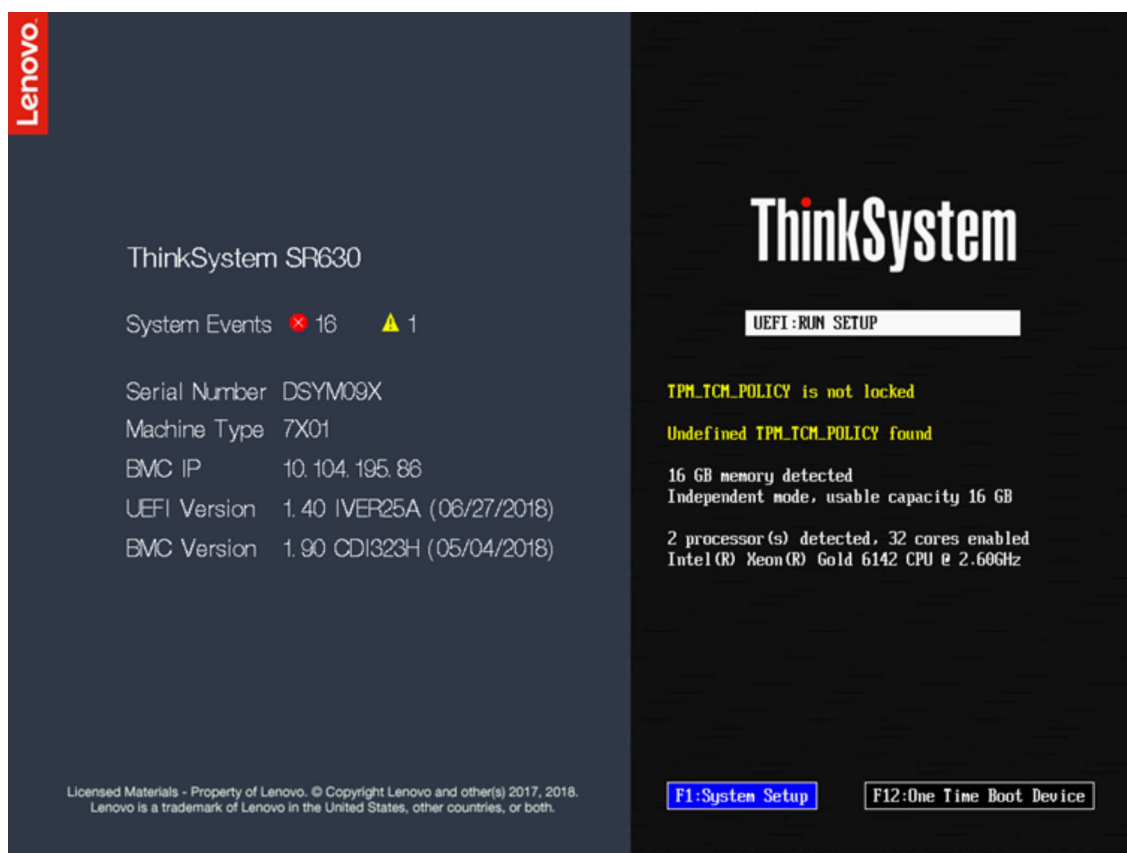 Lenovo.
ThinkSystem SR630
System Events 16 1
Serial Number DSYM09X
Machine Type 7X01
BMC IP 10. 104. 195. 86
UEFI Version 1. 40 IVER25A (06/27/2018)
BMC Version 1. 90 CDI323H (05/04/2018)
Licensed Materials - Property of Lenovo. © Copyright Lenovo and other(s) 2017, 2018.
Lenovo is a trademark of Lenovo in the United States, other countries, or both.
ThinkSystem
UEFI:RUN SETUP
TPM_TCM_POLICY is not locked
Undefined TPM_TCM_POLICY found
16 GB memory detected
Independent mode, usable capacity 16 GB
2 processor(s) detected, 32 cores enabled
Intel(R) Xeon(R) Gold 6142 CPU @ 2.60GHz
F1:System Setup
F12:One Time Boot Device